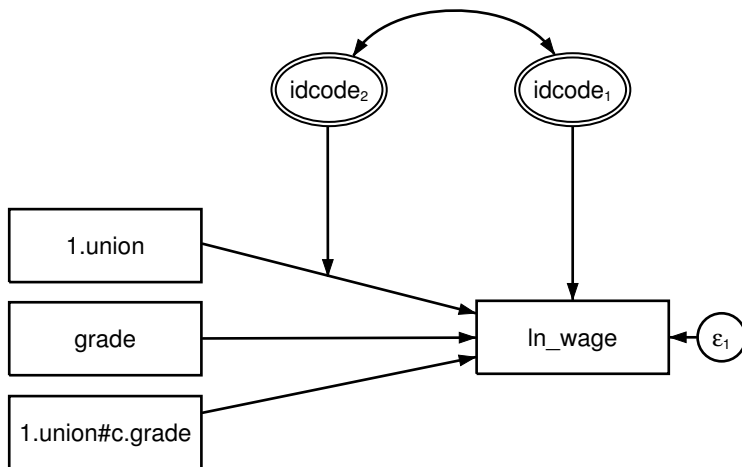 idcode₂
idcode₁
1.union
grade
ln_wage
ε₁
1.union#c.grade